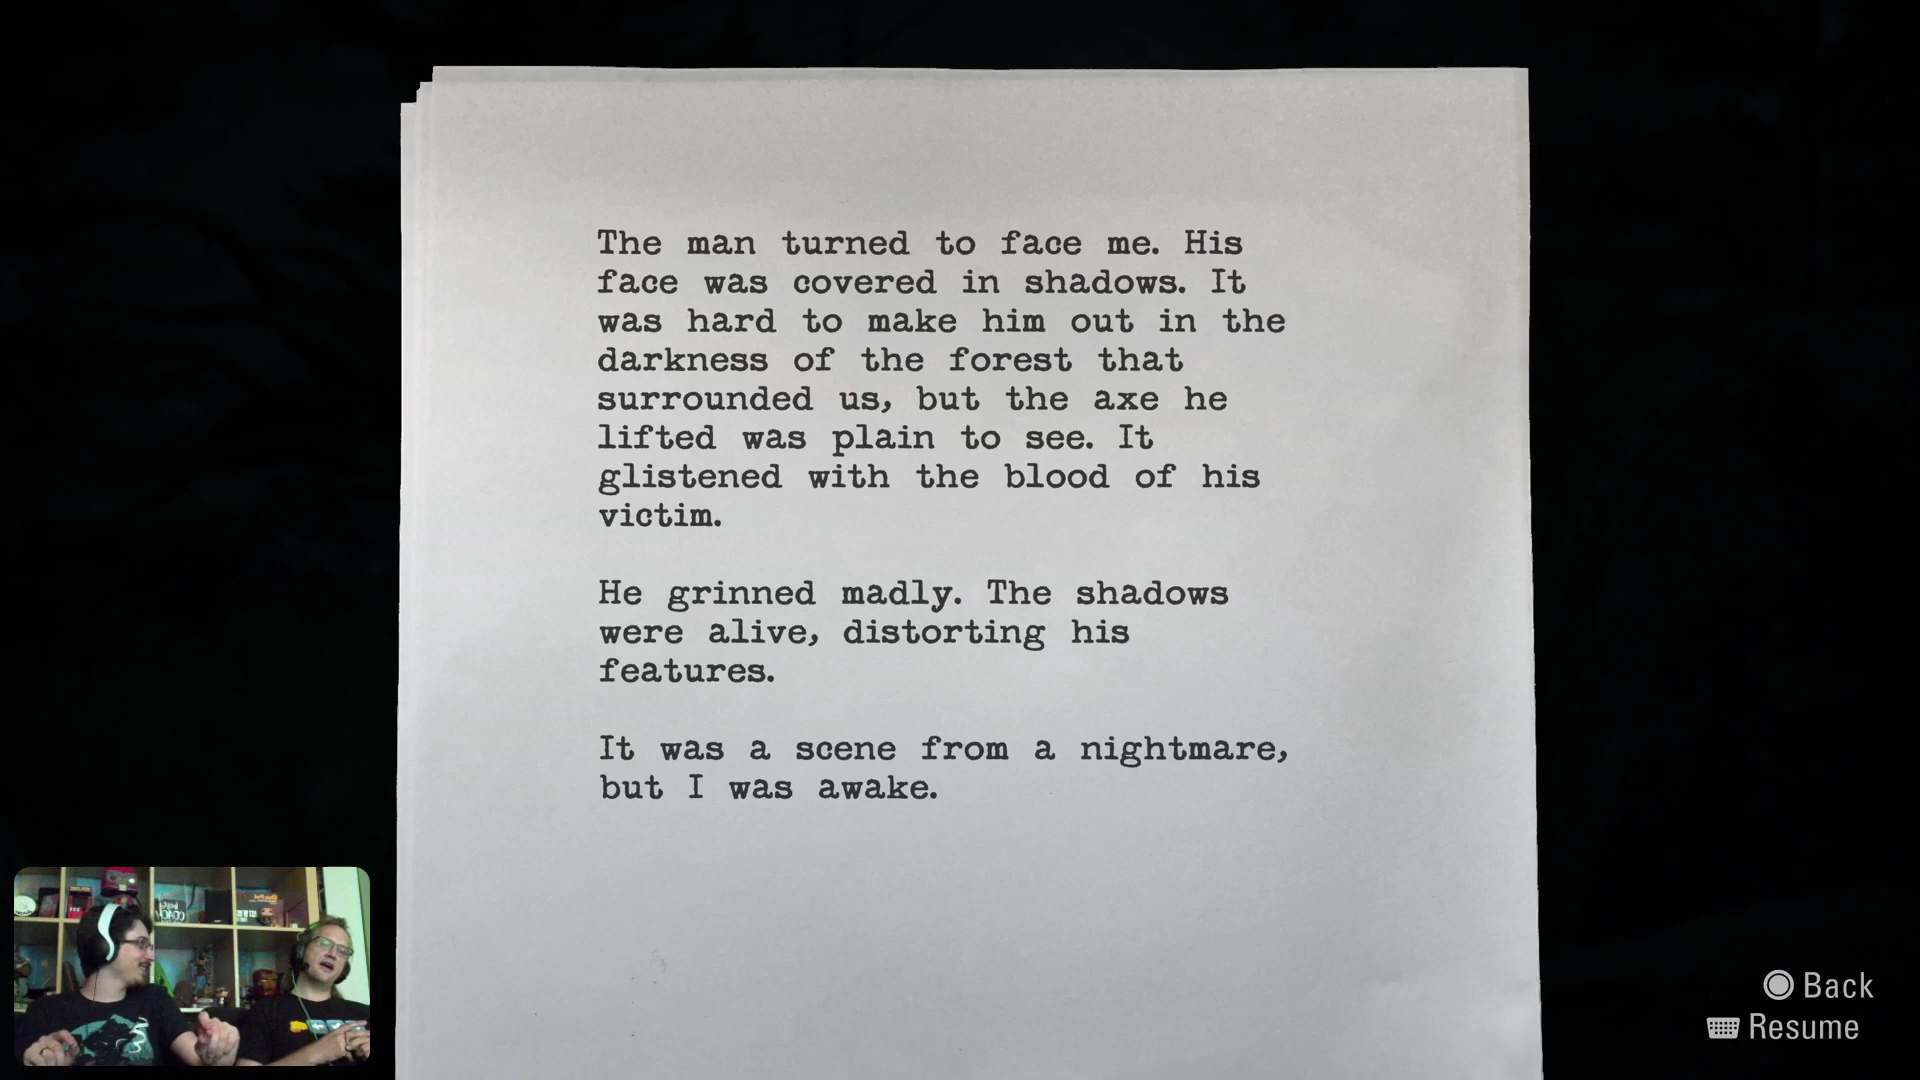 The man turned to face me. His
face was covered in shadows. It
was hard to make him out in the
darkness of the forest that
surrounded us, but the axe he
lifted was plain to see. It
glistened with the blood of his
victim.
He grinned madly. The shadows
were alive, distorting his
features.
It was a scene from a nightmare,
but I was awake.
Back
Resume